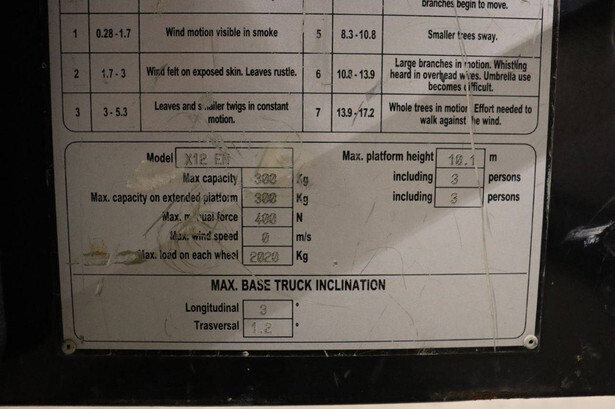 branches begin to move.
1 0.28-1.7 Wind motion visible in smoke 5 8.3-10.8 Smaller trees sway.
2 1.7-3 Wind felt on exposed skin. Leaves rustle. 6 10.8-13.9 Large branches in motion. Whistling
heard in overhead wires. Umbrella use
becomes difficult.
3 3-5.3 Leaves and smaller twigs in constant 7 13.9-17.2 Whole trees in motion. Effort needed to
motion. walk against the wind.
Model X12 EN Max. platform height 10.1 m
Max capacity 300 Kg including 3 persons
Max. capacity on extended platform 300 Kg including 3 persons
Max. manual force 400 N
Max. wind speed 0 m/s
Max. load on each wheel 2020 Kg
MAX. BASE TRUCK INCLINATION
Longitudinal 3 °
Trasversal 1.2 °